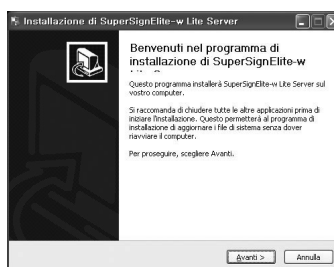 Installazione di SuperSignElite-w Lite Server
Benvenuti nel programma di
installazione di SuperSignElite-w
Questo programma installerà SuperSignElite-w Lite Server sul
vostro computer.
Si raccomanda di chiudere tutte le altre applicazioni prima di
iniziare l'installazione. Questo permetterà al programma di
installazione di aggiornare i file di sistema senza dover
riavviare il computer.
Per proseguire, scegliere Avanti.
Avanti >
Annulla